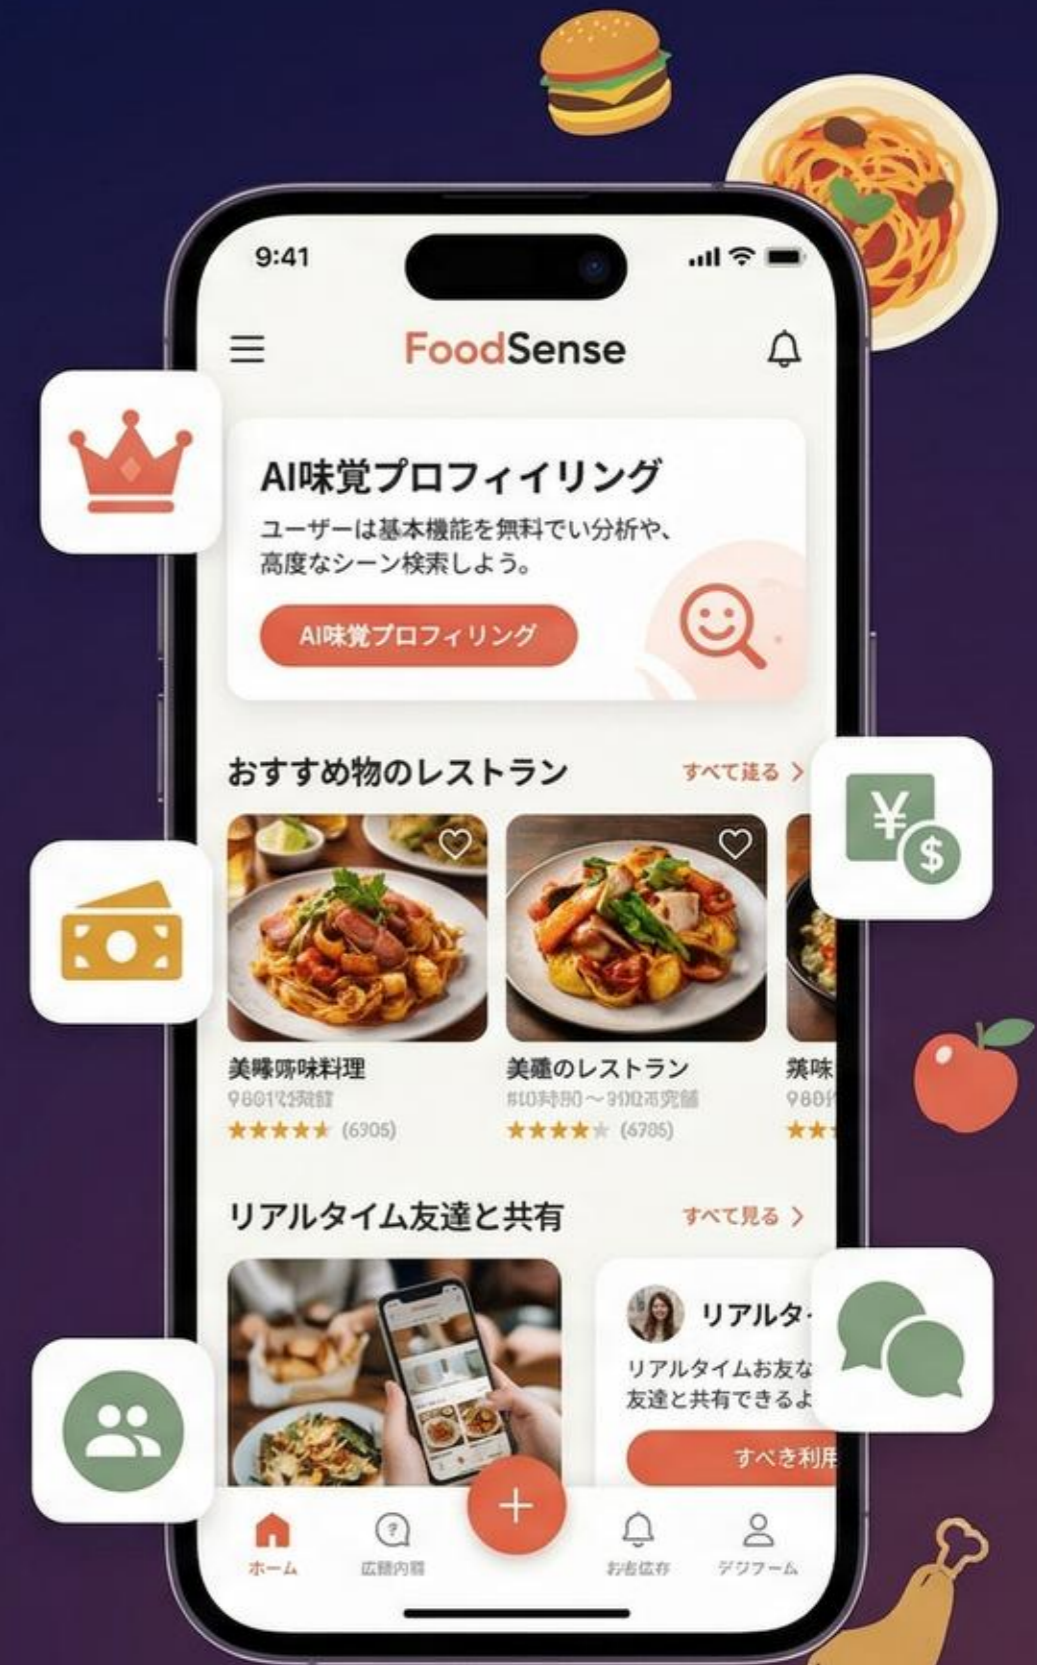 9:41
FoodSense
AI味覚プロフィイリング
ユーザーは基本機能を無料でい分析や、
高度なシーン検索しよう。
AI味覚プロフィリング
おすすめ物のレストラン
すべて
¥
$
料理
美 のレストラン
味
(6905)
(4785)
リアルタイム友達と共有
すべて見る
リアルタ
リアルタイムお友な
友達と共有できるよ
すべき利用
?
ホーム